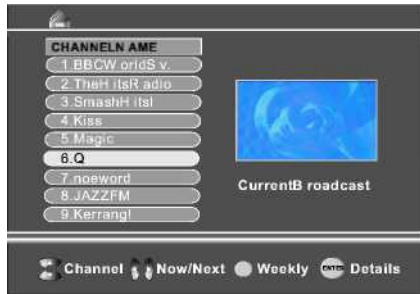 CHANNELN AME
1.BBCW orldS v.
2.TheH itsR adio
3.SmashH its!
4.Kiss
5.Magic
6.Q
7.noeword
8.JAZZFM
9.Kerrang!
CurrentB roadcast
Channel Now/Next Weekly ENTER Details